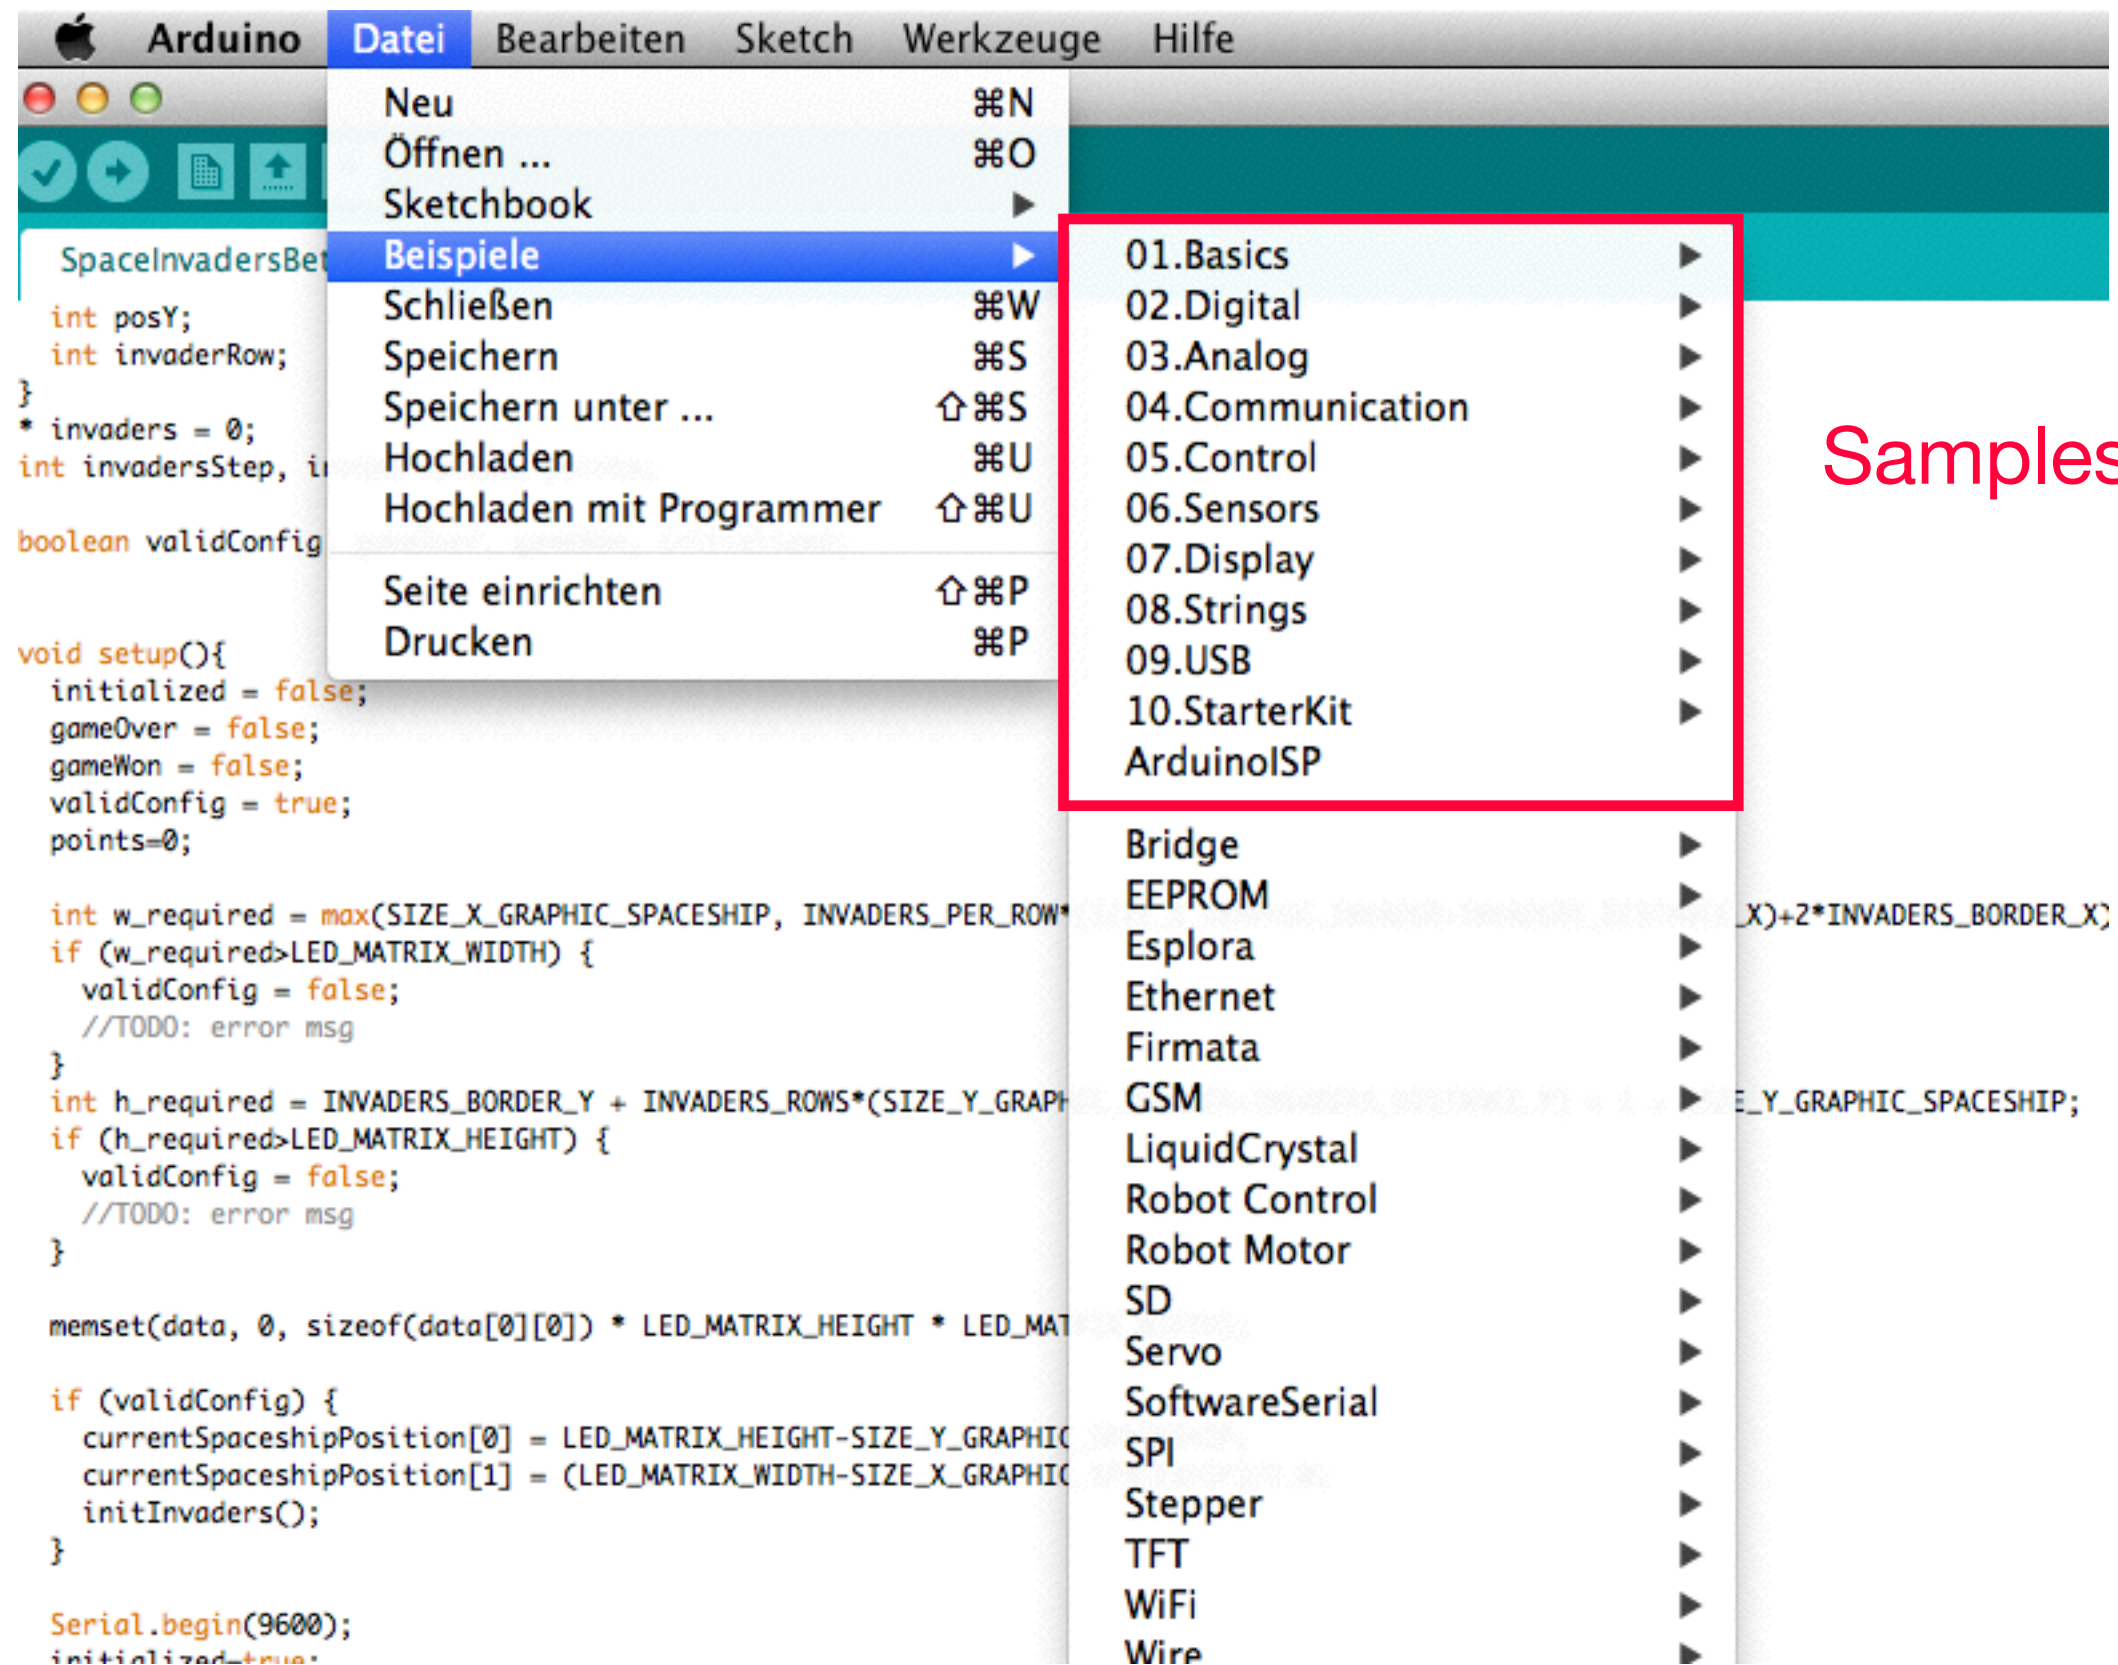 Arduino Datei Bearbeiten Sketch Werkzeuge Hilfe
Neu ⌘N
Öffnen ... ⌘O
Sketchbook
Beispiele
Schließen ⌘W
Speichern ⌘S
Speichern unter ... ⇧⌘S
Hochladen ⌘U
Hochladen mit Programmer ⇧⌘U
Seite einrichten ⇧⌘P
Drucken ⌘P
01.Basics
02.Digital
03.Analog
04.Communication
05.Control
06.Sensors
07.Display
08.Strings
09.USB
10.StarterKit
ArduinoISP
Bridge
EEPROM
Esplora
Ethernet
Firmata
GSM
LiquidCrystal
Robot Control
Robot Motor
SD
Servo
SoftwareSerial
SPI
Stepper
TFT
WiFi
Wire
Samples
SpaceInvadersBet
int posY;
int invaderRow;
}
* invaders = 0;
int invadersStep,
boolean validConfig
void setup(){
initialized = false;
gameOver = false;
gameWon = false;
validConfig = true;
points=0;
int w_required = max(SIZE_X_GRAPHIC_SPACESHIP, INVADERS_PER_ROW* _X)+2*INVADERS_BORDER_X)
if (w_required>LED_MATRIX_WIDTH) {
validConfig = false;
//TODO: error msg
}
int h_required = INVADERS_BORDER_Y + INVADERS_ROWS*(SIZE_Y_GRAPH E_Y_GRAPHIC_SPACESHIP;
if (h_required>LED_MATRIX_HEIGHT) {
validConfig = false;
//TODO: error msg
}
memset(data, 0, sizeof(data[0][0]) * LED_MATRIX_HEIGHT * LED_MAT
if (validConfig) {
currentSpaceshipPosition[0] = LED_MATRIX_HEIGHT-SIZE_Y_GRAPHIC
currentSpaceshipPosition[1] = (LED_MATRIX_WIDTH-SIZE_X_GRAPHIC
initInvaders();
}
Serial.begin(9600);
initialized=true;